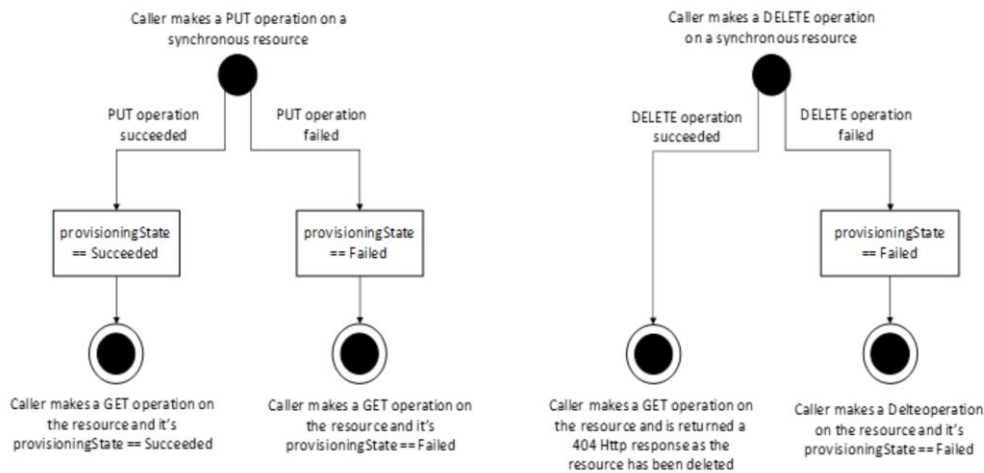 Caller makes a PUT operation on a
synchronous resource
PUT operation
succeeded
PUT operation
failed
provisioningState
== Succeeded
provisioningState
== Failed
Caller makes a GET operation on
the resource and it's
provisioningState == Succeeded
Caller makes a GET operation on
the resource and it's
provisioningState == Failed
Caller makes a DELETE operation
on a synchronous resource
DELETE operation
succeeded
DELETE operation
failed
provisioningState
== Failed
Caller makes a GET operation on
the resource and is returned a
404 Http response as the
resource has been deleted
Caller makes a Delteoperation
on the resource and it's
provisioningState == Failed